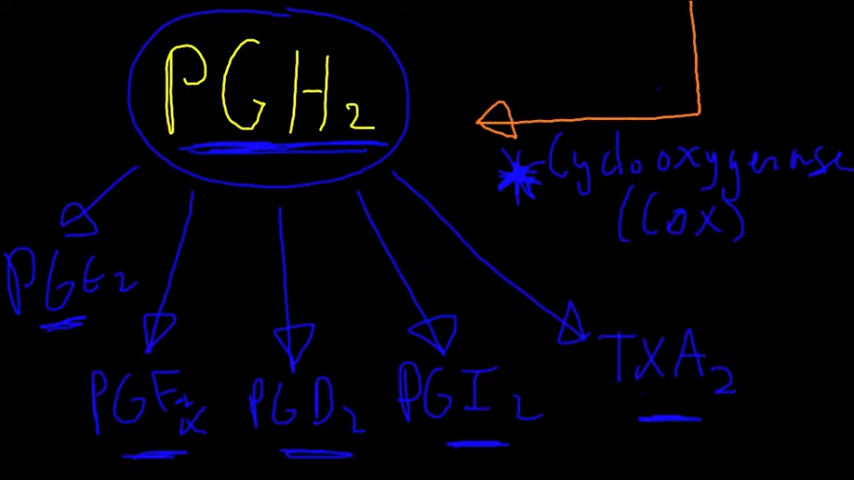 PGH2
Cyclooxygenase
(COX)
PGE2
TXA2
PGF2α
PGD2
PGI2